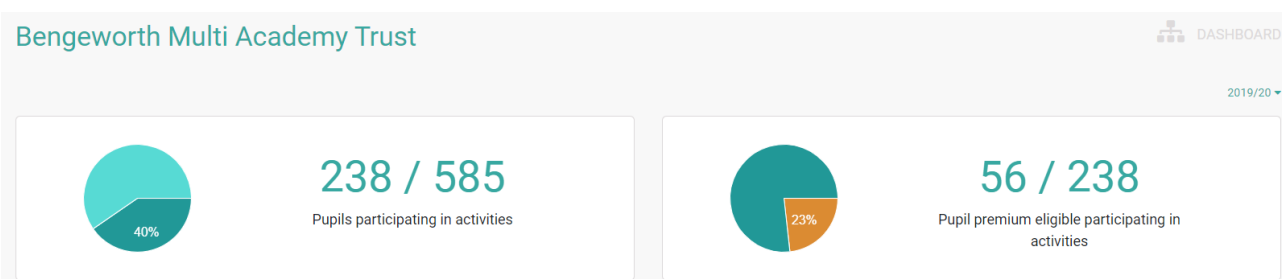 Bengeworth Multi Academy Trust
DASHBOARD
2019/20
40%
238 / 585
Pupils participating in activities
23%
56 / 238
Pupil premium eligible participating in
activities